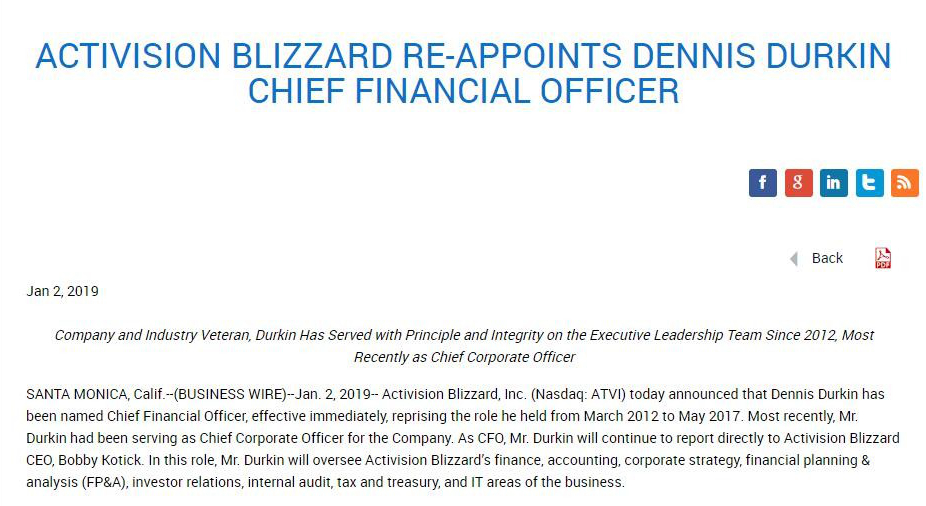 ACTIVISION BLIZZARD RE-APPOINTS DENNIS DURKIN
CHIEF FINANCIAL OFFICER
f 8 in t
Back PDF
Jan 2, 2019
Company and Industry Veteran, Durkin Has Served with Principle and Integrity on the Executive Leadership Team Since 2012, Most
Recently as Chief Corporate Officer
SANTA MONICA, Calif.--(BUSINESS WIRE)--Jan. 2, 2019-- Activision Blizzard, Inc. (Nasdaq: ATVI) today announced that Dennis Durkin has
been named Chief Financial Officer, effective immediately, reprising the role he held from March 2012 to May 2017. Most recently, Mr.
Durkin had been serving as Chief Corporate Officer for the Company. As CFO, Mr. Durkin will continue to report directly to Activision Blizzard
CEO, Bobby Kotick. In this role, Mr. Durkin will oversee Activision Blizzard’s finance, accounting, corporate strategy, financial planning &
analysis (FP&A), investor relations, internal audit, tax and treasury, and IT areas of the business.